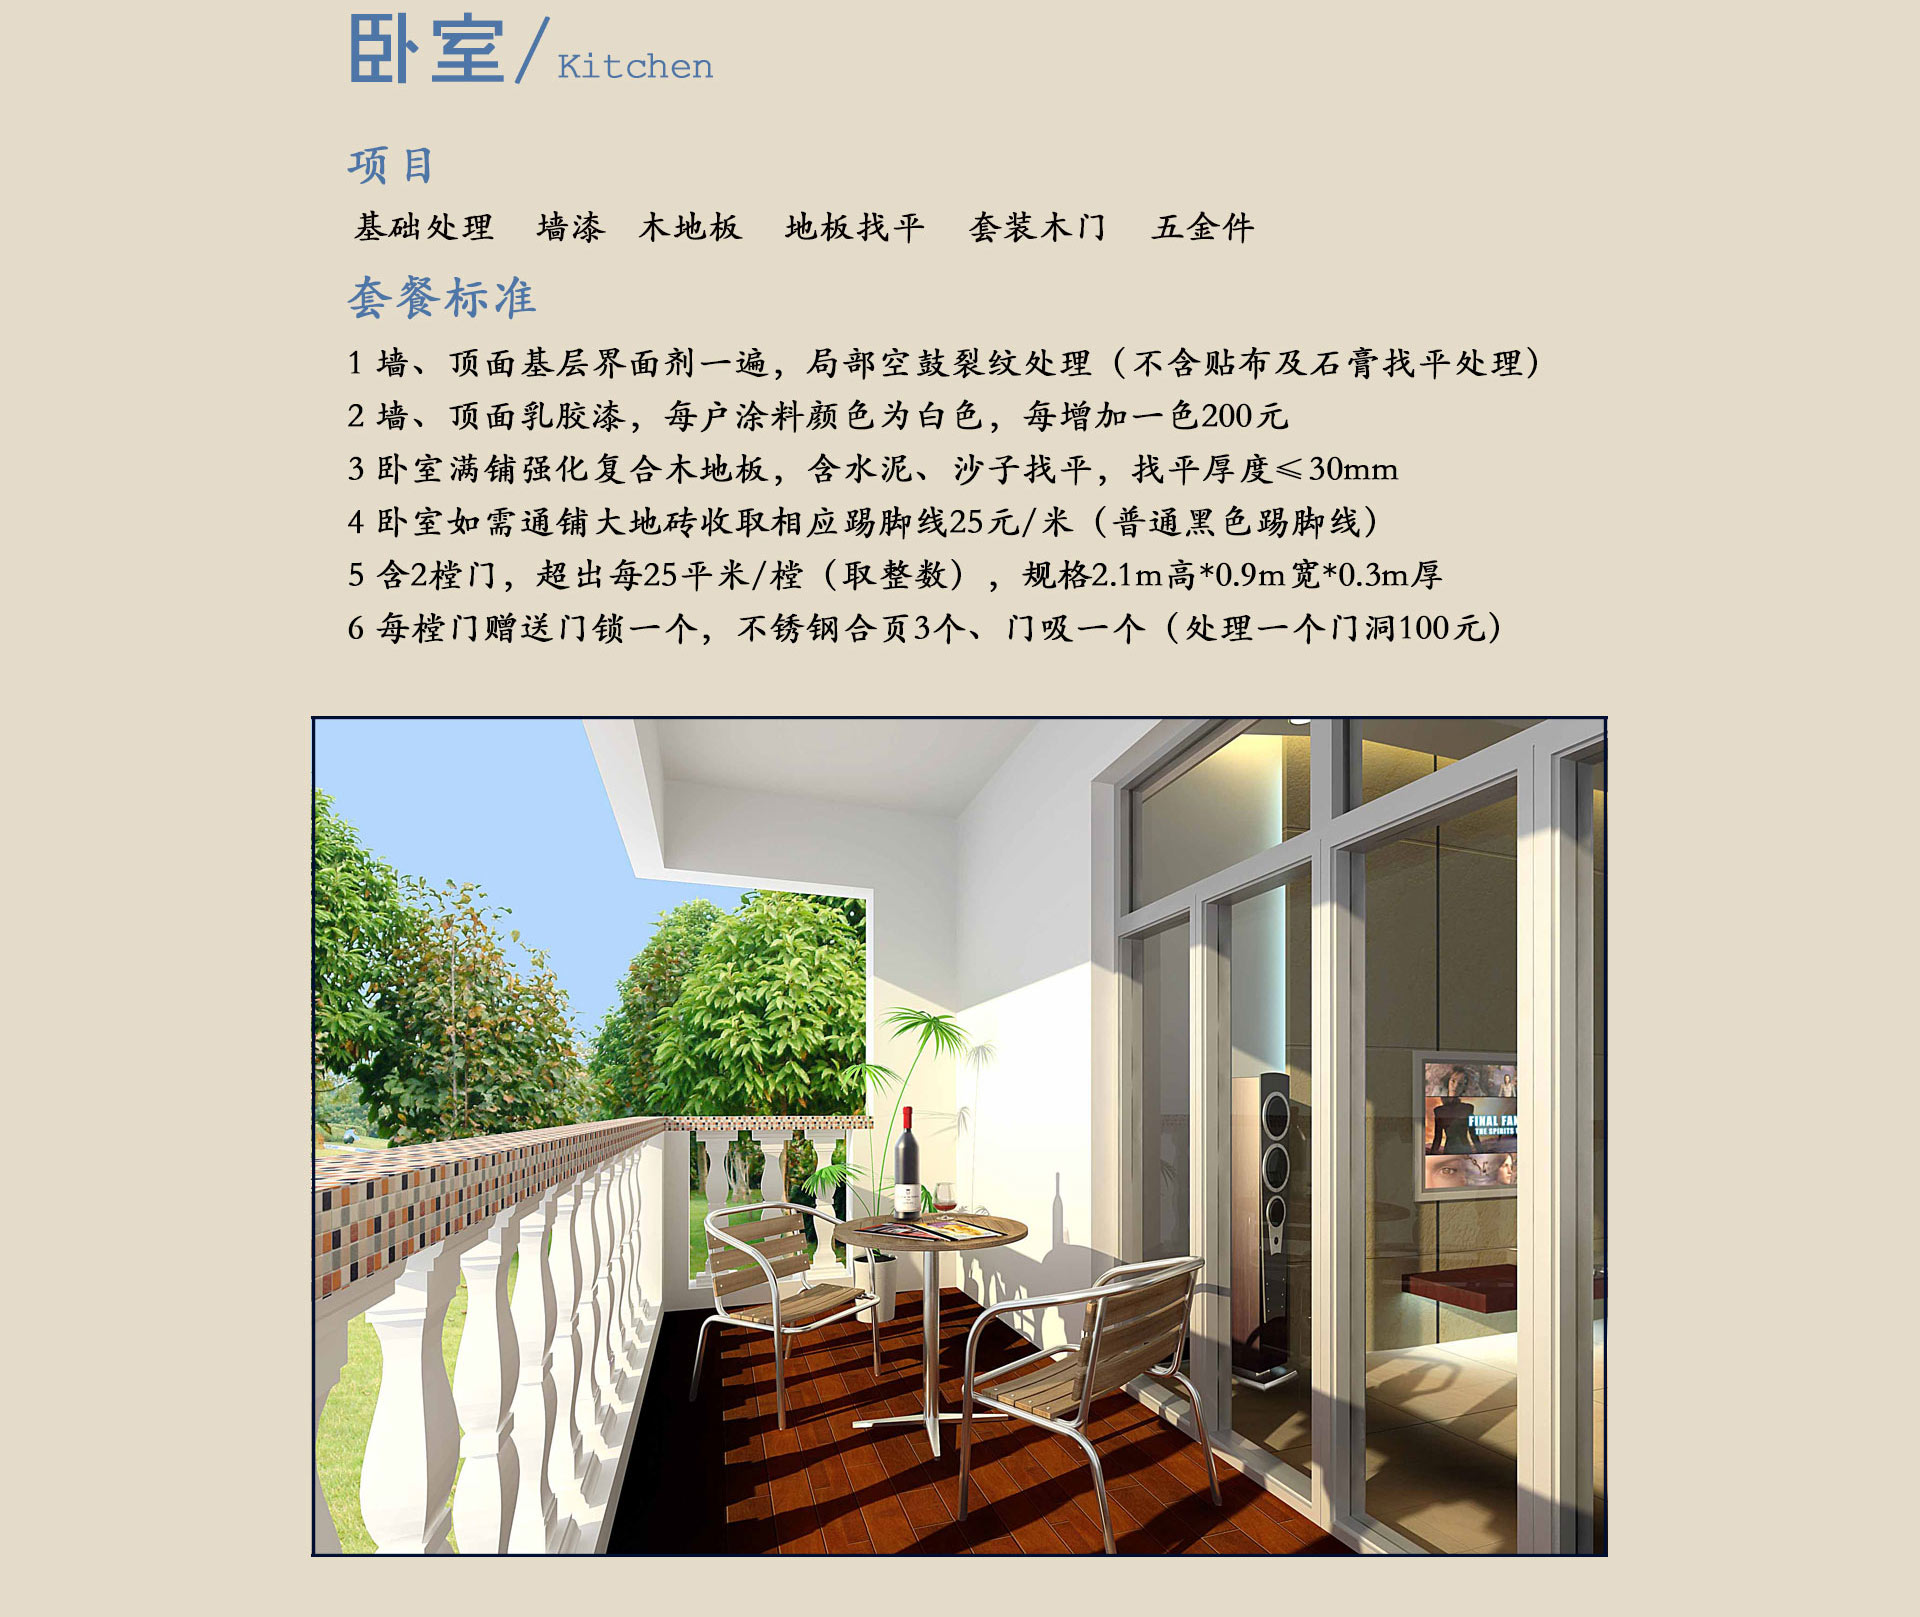 卧室/Kitchen
项目
基础处理 墙漆 木地板 地板找平 套装木门 五金件
套餐标准
1 墙、顶面基层界面剂一遍，局部空鼓裂纹处理（不含贴布及石膏找平处理）
2 墙、顶面乳胶漆，每户涂料颜色为白色，每增加一色200元
3 卧室满铺强化复合木地板，含水泥、沙子找平，找平厚度≤30mm
4 卧室如需通铺大地砖收取相应踢脚线25元/米（普通黑色踢脚线）
5 含2樘门，超出每25平米/樘（取整数），规格2.1m高*0.9m宽*0.3m厚
6 每樘门赠送门锁一个，不锈钢合页3个、门吸一个（处理一个门洞100元）
FINAL
THE SPIRITS